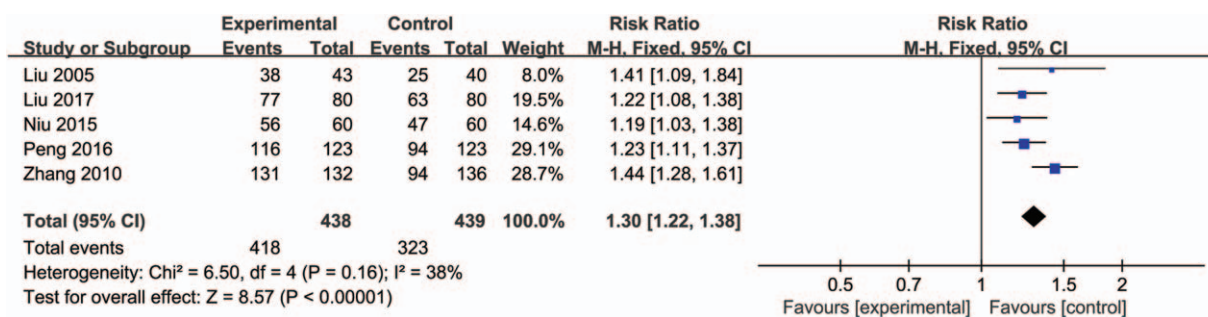 Experimental Control Risk Ratio Risk Ratio
Study or Subgroup Events Total Events Total Weight M-H, Fixed, 95% CI M-H, Fixed, 95% CI
Liu 2005 38 43 25 40 8.0% 1.41 [1.09, 1.84]
Liu 2017 77 80 63 80 19.5% 1.22 [1.08, 1.38]
Niu 2015 56 60 47 60 14.6% 1.19 [1.03, 1.38]
Peng 2016 116 123 94 123 29.1% 1.23 [1.11, 1.37]
Zhang 2010 131 132 94 136 28.7% 1.44 [1.28, 1.61]
Total (95% CI) 438 439 100.0% 1.30 [1.22, 1.38]
Total events 418 323
Heterogeneity: Chi² = 6.50, df = 4 (P = 0.16); I² = 38%
Test for overall effect: Z = 8.57 (P < 0.00001)
0.5 0.7 1 1.5 2
Favours [experimental] Favours [control]